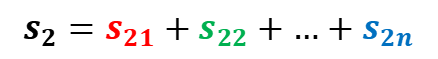 s₂ = s₂₁ + s₂₂ + … + s₂ₙ